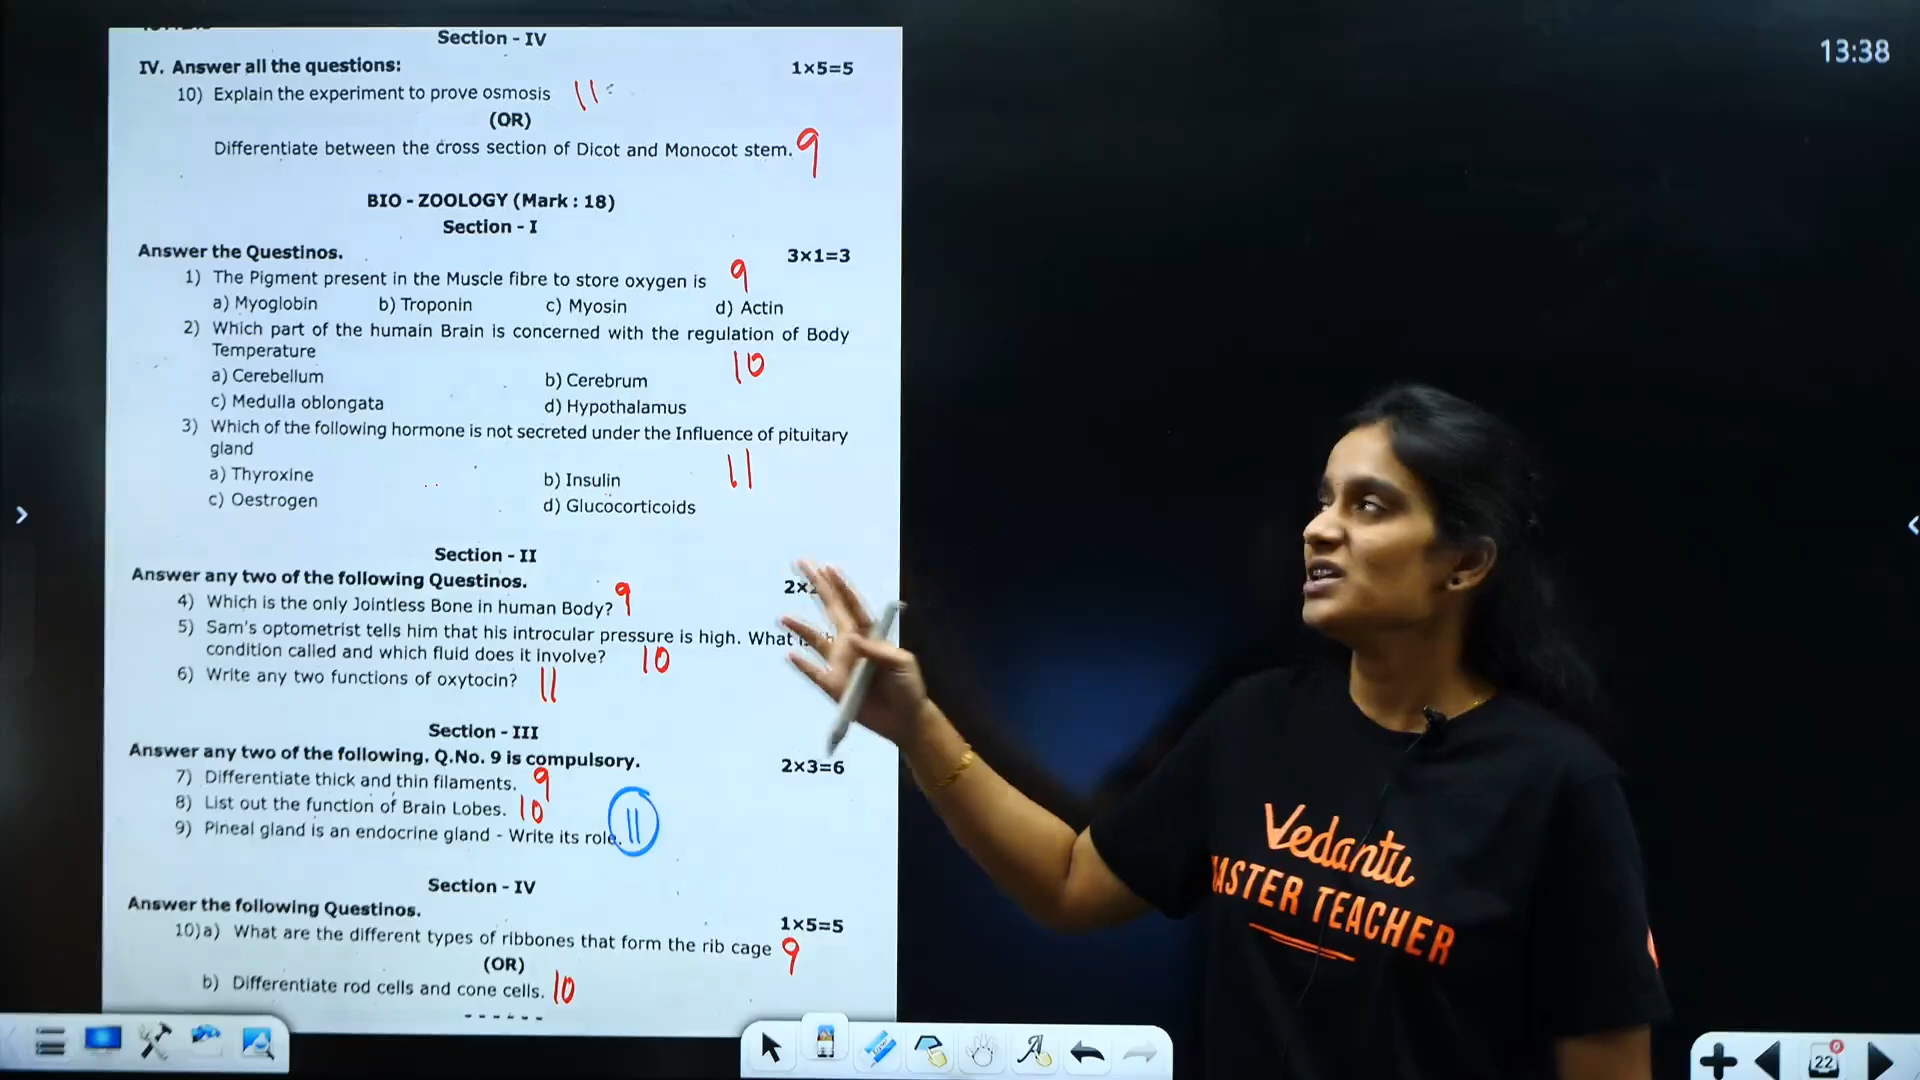 Section - IV
13:38
IV. Answer all the questions: 1×5=5
10) Explain the experiment to prove osmosis 11
(OR)
Differentiate between the cross section of Dicot and Monocot stem. 9
BIO - ZOOLOGY (Mark : 18)
Section - I
Answer the Questinos. 3×1=3
1) The Pigment present in the Muscle fibre to store oxygen is 9
a) Myoglobin b) Troponin c) Myosin d) Actin
2) Which part of the humain Brain is concerned with the regulation of Body
Temperature 10
a) Cerebellum b) Cerebrum
c) Medulla oblongata d) Hypothalamus
3) Which of the following hormone is not secreted under the Influence of pituitary
gland 11
a) Thyroxine b) Insulin
c) Oestrogen d) Glucocorticoids
Section - II
Answer any two of the following Questinos. 2×
4) Which is the only Jointless Bone in human Body? 9
5) Sam's optometrist tells him that his introcular pressure is high. What
condition called and which fluid does it involve? 10
6) Write any two functions of oxytocin? 11
Section - III
Answer any two of the following. Q.No. 9 is compulsory. 2×3=6
7) Differentiate thick and thin filaments. 9
8) List out the function of Brain Lobes. 10
9) Pineal gland is an endocrine gland - Write its role. 11
Section - IV
Answer the following Questinos. 1×5=5
10)a) What are the different types of ribbones that form the rib cage 9
(OR)
b) Differentiate rod cells and cone cells. 10
Vedantu
MASTER TEACHER
22